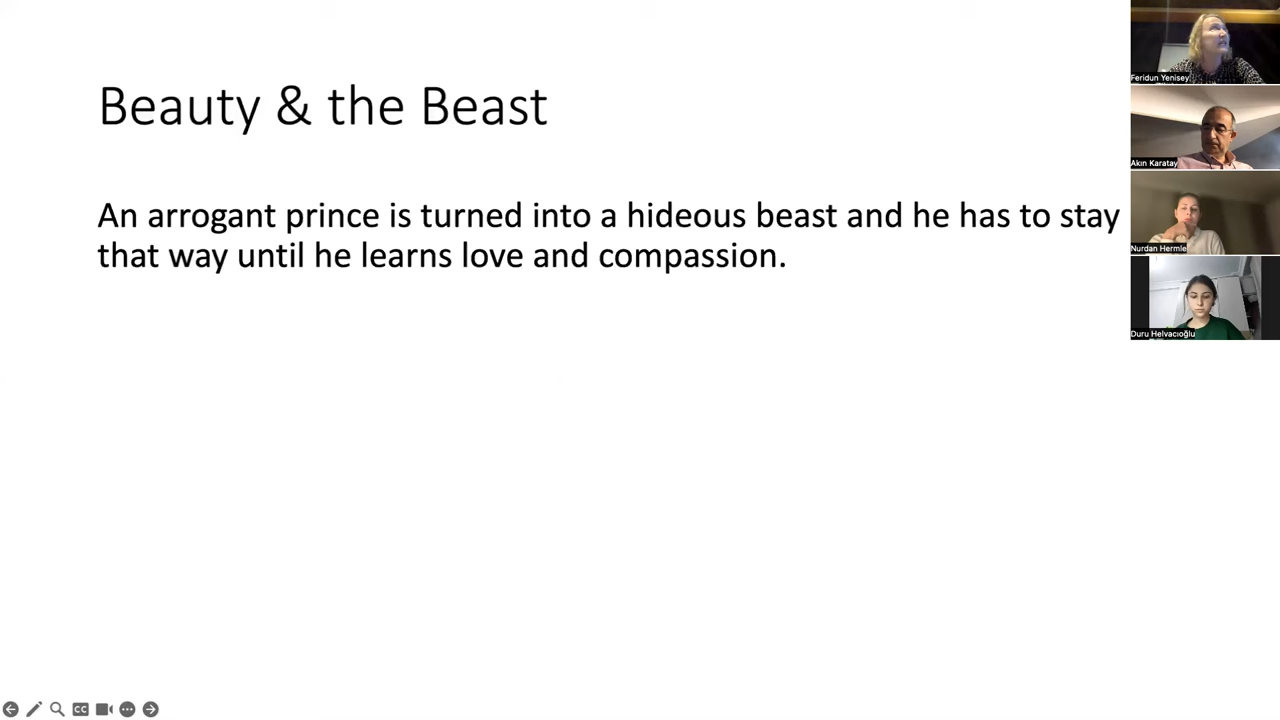 Beauty & the Beast
An arrogant prince is turned into a hideous beast and he has to stay
that way until he learns love and compassion.
Feridun Yenisey
Akın Karatay
Nurdan Hermle
Duru Helvacıoğlu
CC